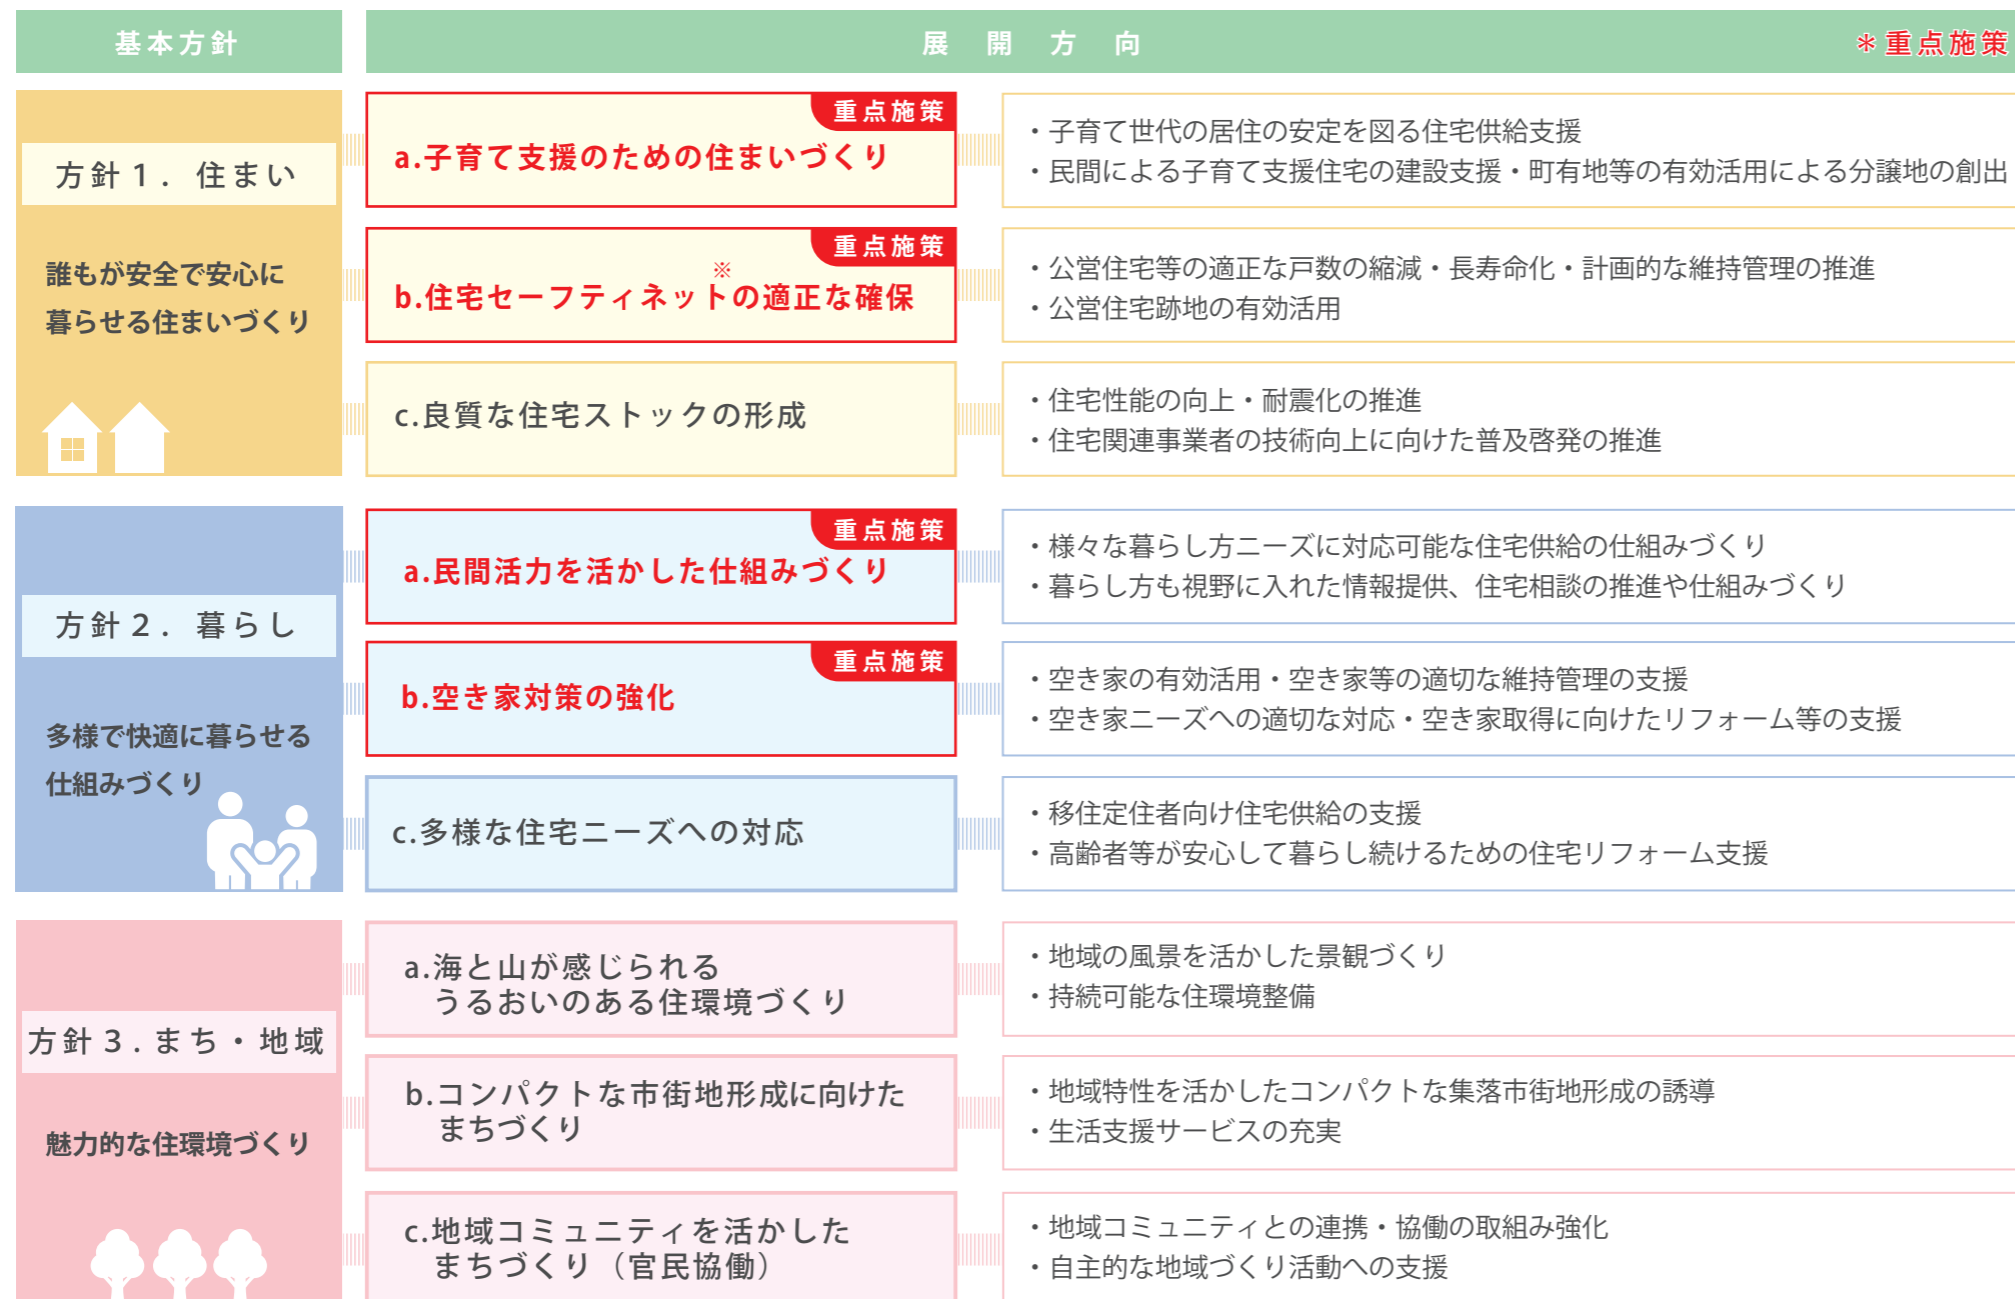 基本方針
展開方向
＊重点施策
方針１．住まい
誰もが安全で安心に
暮らせる住まいづくり
重点施策
a.子育て支援のための住まいづくり
・子育て世代の居住の安定を図る住宅供給支援
・民間による子育て支援住宅の建設支援・町有地等の有効活用による分譲地の創出
重点施策
※
b.住宅セーフティネットの適正な確保
・公営住宅等の適正な戸数の縮減・長寿命化・計画的な維持管理の推進
・公営住宅跡地の有効活用
c.良質な住宅ストックの形成
・住宅性能の向上・耐震化の推進
・住宅関連事業者の技術向上に向けた普及啓発の推進
方針２．暮らし
多様で快適に暮らせる
仕組みづくり
重点施策
a.民間活力を活かした仕組みづくり
・様々な暮らし方ニーズに対応可能な住宅供給の仕組みづくり
・暮らし方も視野に入れた情報提供、住宅相談の推進や仕組みづくり
重点施策
b.空き家対策の強化
・空き家の有効活用・空き家等の適切な維持管理の支援
・空き家ニーズへの適切な対応・空き家取得に向けたリフォーム等の支援
c.多様な住宅ニーズへの対応
・移住定住者向け住宅供給の支援
・高齢者等が安心して暮らし続けるための住宅リフォーム支援
方針３．まち・地域
魅力的な住環境づくり
a.海と山が感じられる
うるおいのある住環境づくり
・地域の風景を活かした景観づくり
・持続可能な住環境整備
b.コンパクトな市街地形成に向けた
まちづくり
・地域特性を活かしたコンパクトな集落市街地形成の誘導
・生活支援サービスの充実
c.地域コミュニティを活かした
まちづくり（官民協働）
・地域コミュニティとの連携・協働の取組み強化
・自主的な地域づくり活動への支援